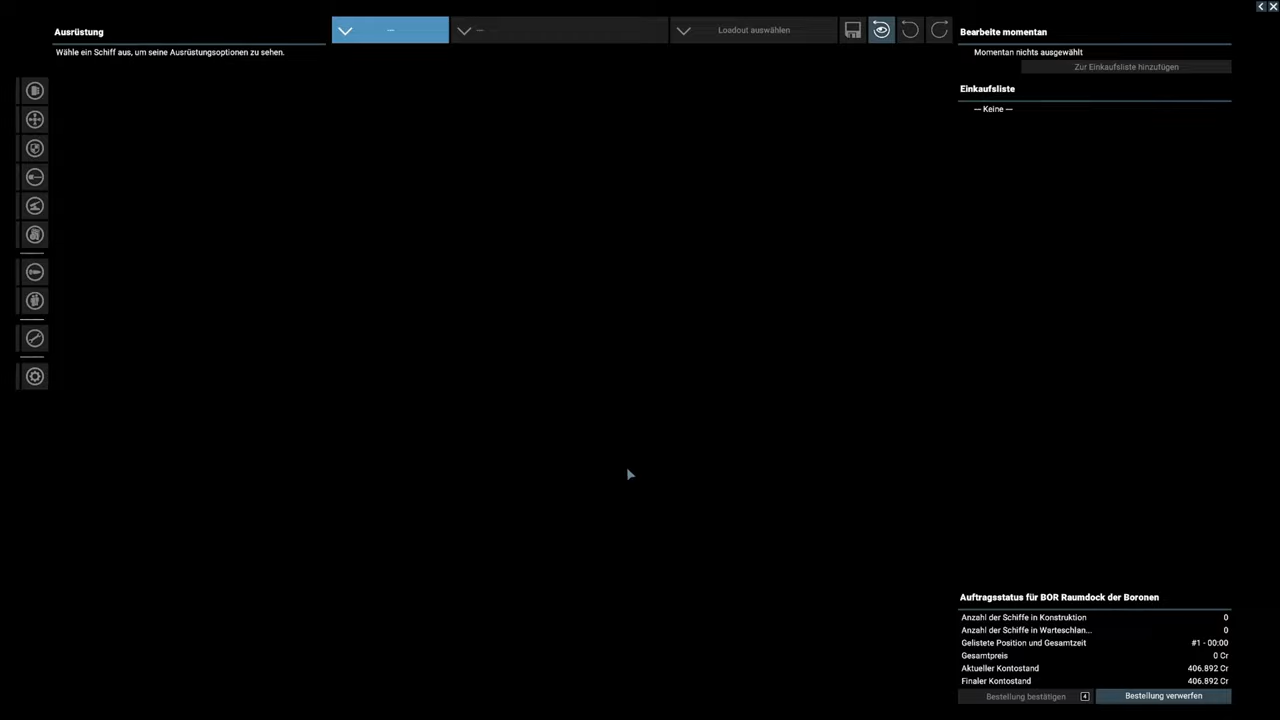 Ausrüstung
Wähle ein Schiff aus, um seine Ausrüstungsoptionen zu sehen.
—
—
Loadout auswählen
Bearbeite momentan
Momentan nichts ausgewählt
Zur Einkaufsliste hinzufügen
Einkaufsliste
— Keine —
Auftragsstatus für BOR Raumdock der Boronen
Anzahl der Schiffe in Konstruktion 0
Anzahl der Schiffe in Warteschlan... 0
Gelistete Position und Gesamtzeit #1 - 00:00
Gesamtpreis 0 Cr
Aktueller Kontostand 406.892 Cr
Finaler Kontostand 406.892 Cr
Bestellung bestätigen 4 Bestellung verwerfen